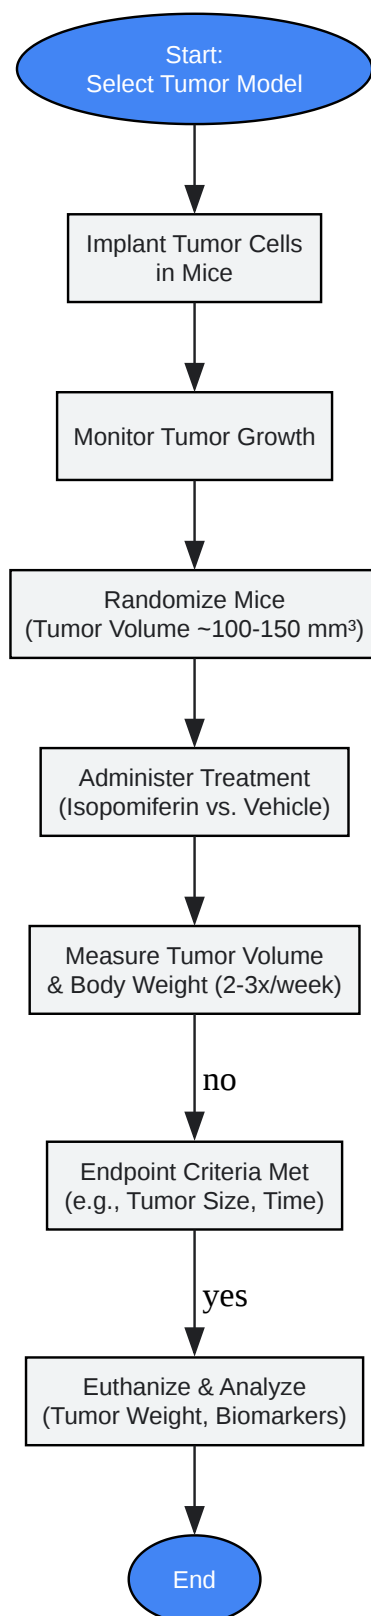 Start:
Select Tumor Model
Implant Tumor Cells
in Mice
Monitor Tumor Growth
Randomize Mice
(Tumor Volume ~100-150 mm³)
Administer Treatment
(Isopomiferin vs. Vehicle)
Measure Tumor Volume
& Body Weight (2-3x/week)
no
Endpoint Criteria Met
(e.g., Tumor Size, Time)
yes
Euthanize & Analyze
(Tumor Weight, Biomarkers)
End